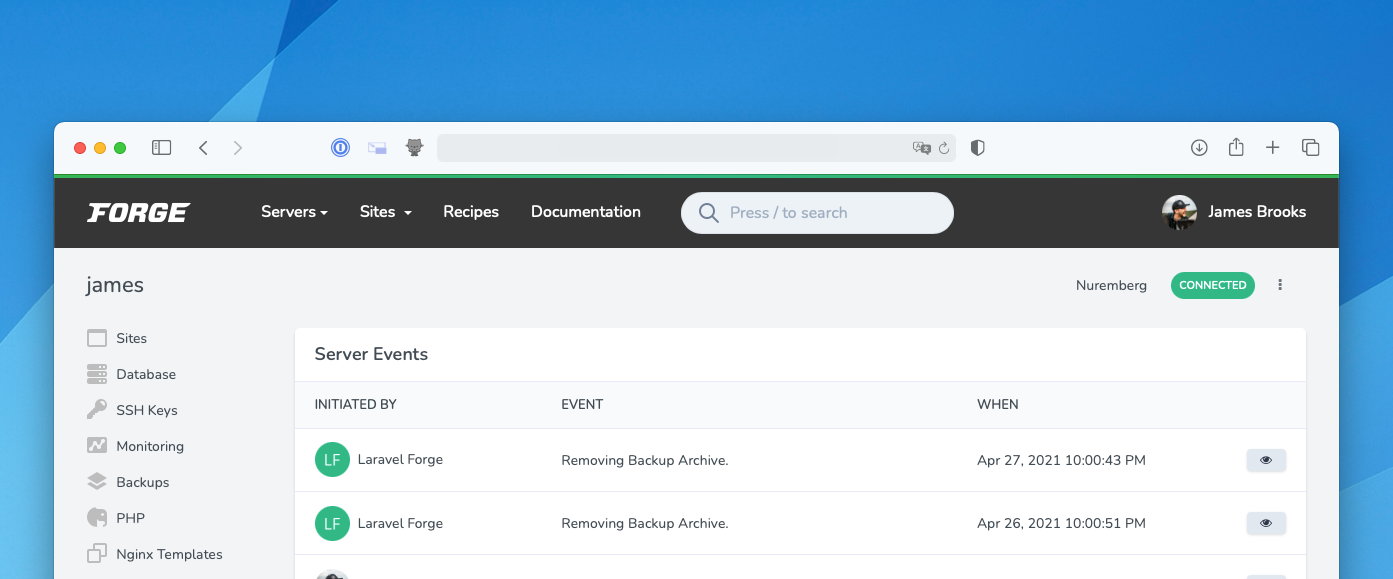 FORGE
Servers
Sites
Recipes
Documentation
Press / to search
James Brooks
james
Nuremberg
CONNECTED
Sites
Database
SSH Keys
Monitoring
Backups
PHP
Nginx Templates
Server Events
INITIATED BY EVENT WHEN
LF Laravel Forge Removing Backup Archive. Apr 27, 2021 10:00:43 PM
LF Laravel Forge Removing Backup Archive. Apr 26, 2021 10:00:51 PM